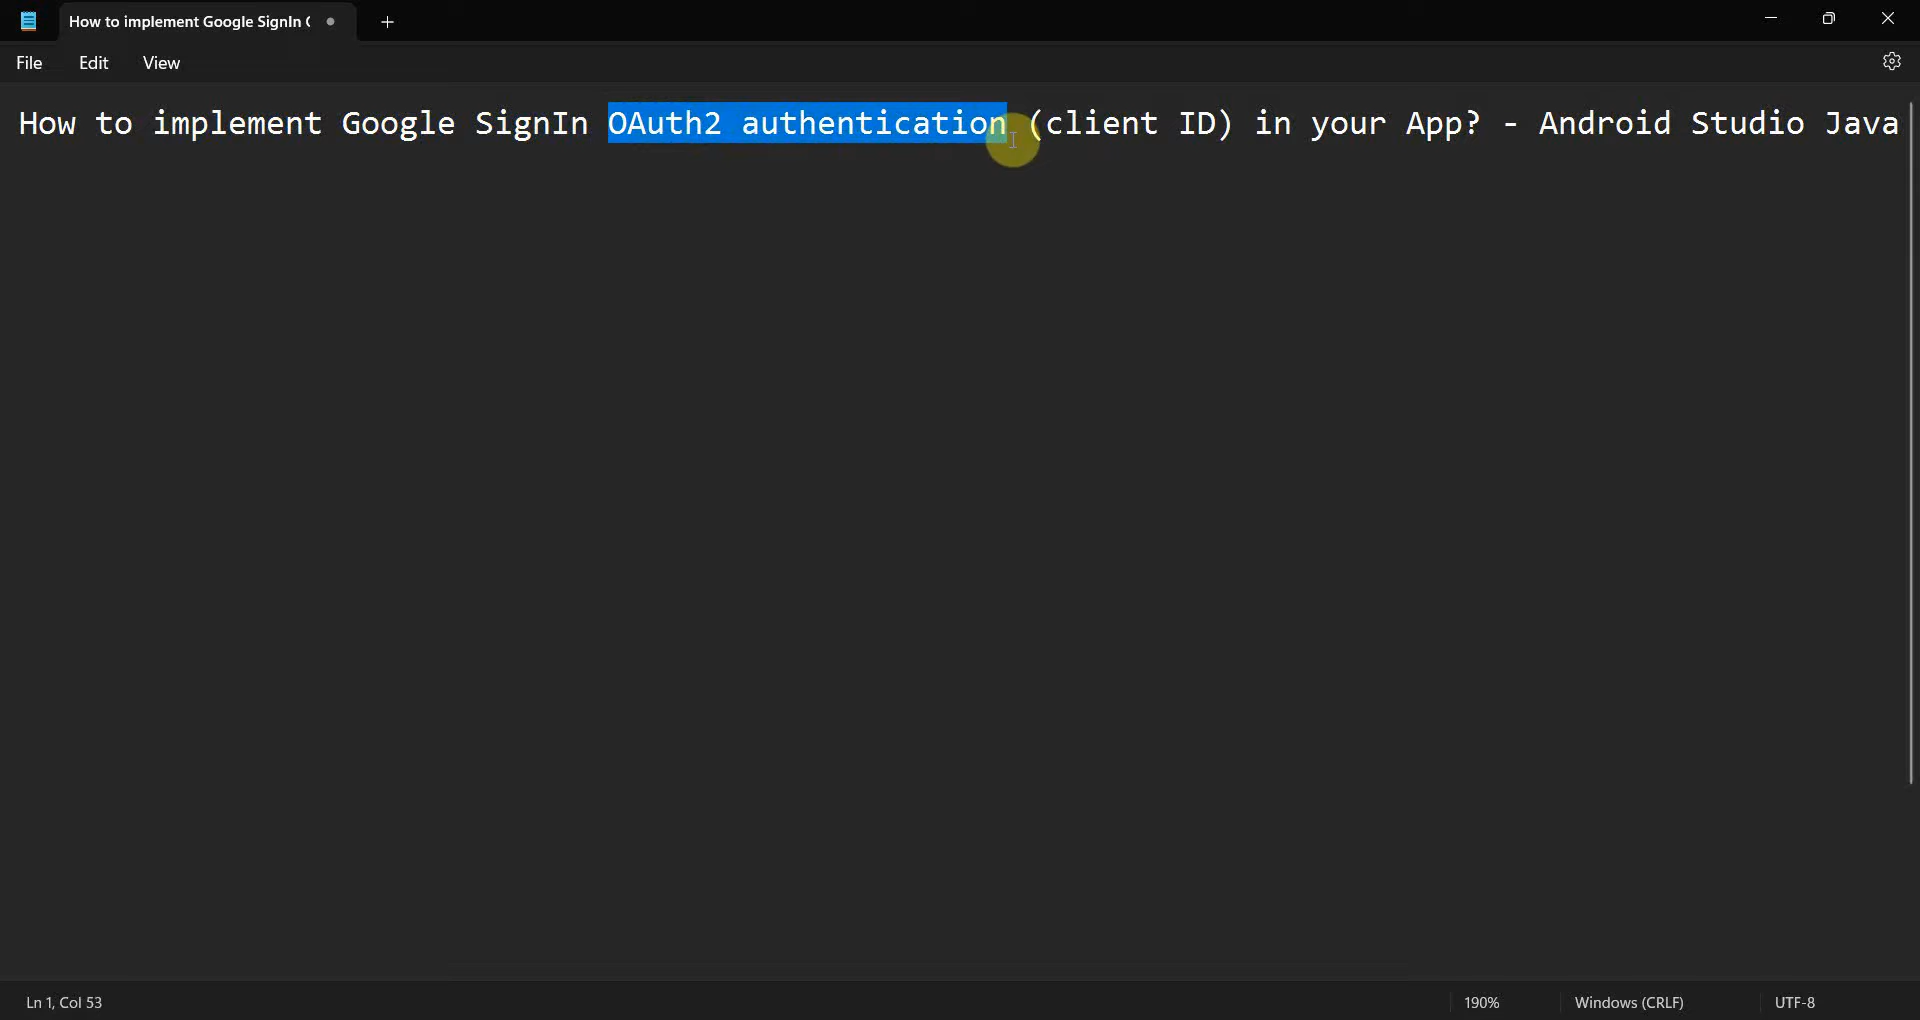 How to implement Google SignIn (
File Edit View
How to implement Google SignIn OAuth2 authentication (client ID) in your App? - Android Studio Java
Ln 1, Col 53 190% Windows (CRLF) UTF-8